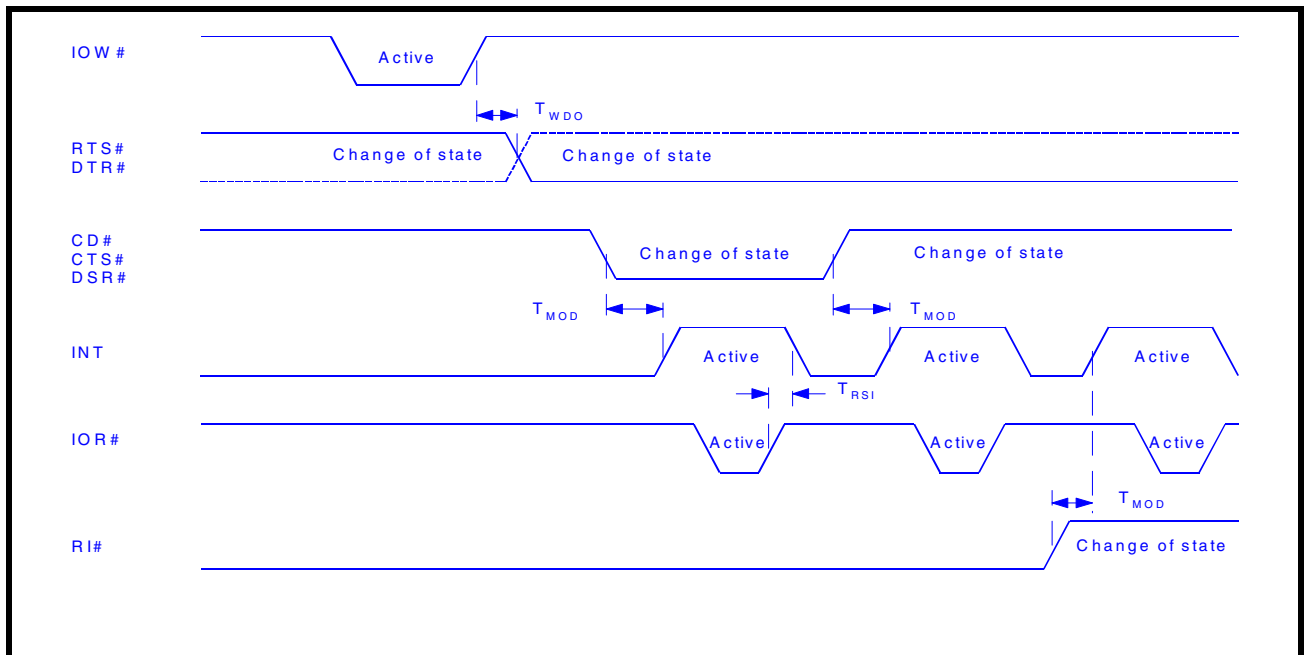 IOW #
Active
TWDO
RTS#
DTR#
Change of state
Change of state
CD#
CTS#
DSR#
Change of state
Change of state
TMOD
TMOD
INT
Active
Active
Active
TRSI
IOR#
Active
Active
Active
TMOD
RI#
Change of state